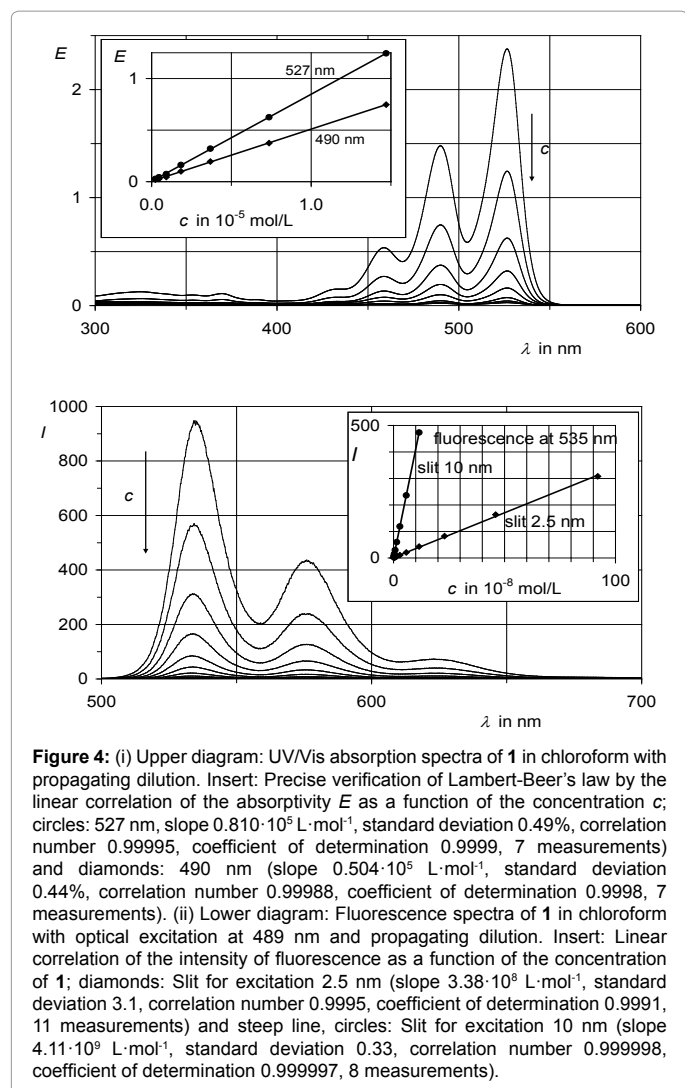 E
2
1
0
300
400
500
600
λ in nm
c
E
1
0
527 nm
490 nm
0.0
1.0
c in 10-5 mol/L
I
1000
800
600
400
200
0
500
600
700
λ in nm
c
500
I
0
fluorescence at 535 nm
slit 10 nm
slit 2.5 nm
0
100
c in 10-8 mol/L
Figure 4: (i) Upper diagram: UV/Vis absorption spectra of 1 in chloroform with
propagating dilution. Insert: Precise verification of Lambert-Beer's law by the
linear correlation of the absorptivity E as a function of the concentration c;
circles: 527 nm, slope 0.810·10⁵ L·mol⁻¹, standard deviation 0.49%, correlation
number 0.99995, coefficient of determination 0.9999, 7 measurements)
and diamonds: 490 nm (slope 0.504·10⁵ L·mol⁻¹, standard deviation
0.44%, correlation number 0.99988, coefficient of determination 0.9998, 7
measurements). (ii) Lower diagram: Fluorescence spectra of 1 in chloroform
with optical excitation at 489 nm and propagating dilution. Insert: Linear
correlation of the intensity of fluorescence as a function of the concentration
of 1; diamonds: Slit for excitation 2.5 nm (slope 3.38·10⁸ L·mol⁻¹, standard
deviation 3.1, correlation number 0.9995, coefficient of determination 0.9991,
11 measurements) and steep line, circles: Slit for excitation 10 nm (slope
4.11·10⁹ L·mol⁻¹, standard deviation 0.33, correlation number 0.999998,
coefficient of determination 0.999997, 8 measurements).